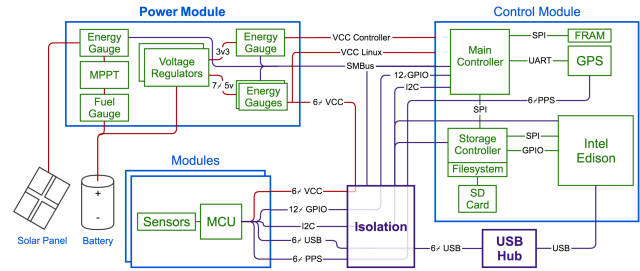 Power Module
Control Module
Energy
Gauge
MPPT
Fuel
Gauge
Voltage
Regulators
3v3
7⁄ 5v
Energy
Gauge
Energy
Gauges
VCC Controller
VCC Linux
SMBus
12⁄GPIO
I2C
6⁄ VCC
Main
Controller
SPI
FRAM
UART
GPS
6⁄PPS
SPI
Storage
Controller
Filesystem
SD
Card
SPI
GPIO
Intel
Edison
Solar Panel
+
-
Battery
Modules
Sensors
MCU
6⁄ VCC
12⁄ GPIO
I2C
6⁄ USB
6⁄ PPS
Isolation
6⁄ USB
USB
Hub
USB